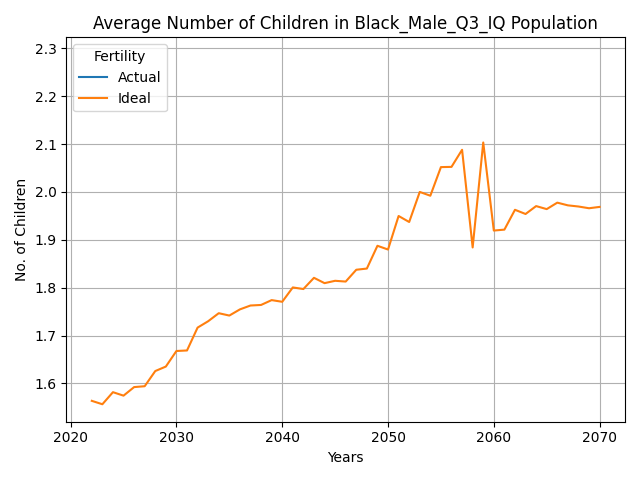 Average Number of Children in Black_Male_Q3_IQ Population
Fertility
Actual
Ideal
No. of Children
2.3
2.2
2.1
2.0
1.9
1.8
1.7
1.6
2020 2030 2040 2050 2060 2070
Years